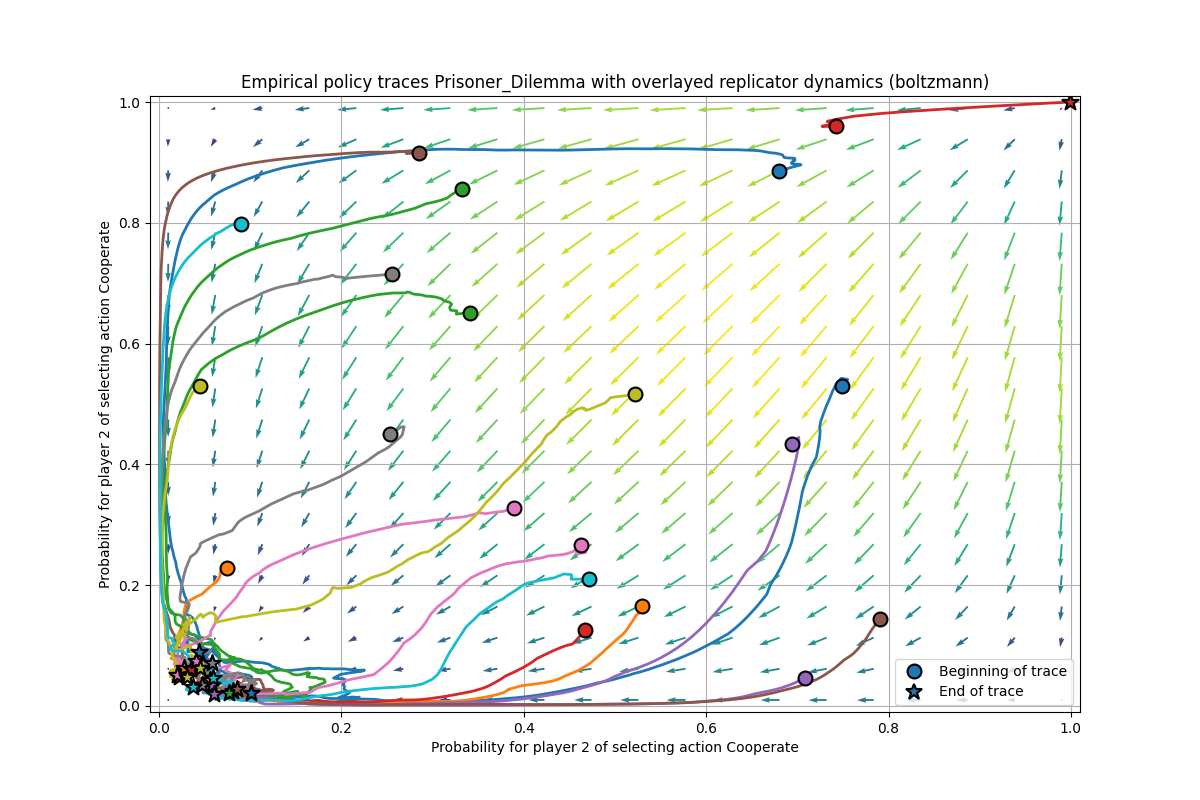 Empirical policy traces Prisoner_Dilemma with overlayed replicator dynamics (boltzmann)
Probability for player 2 of selecting action Cooperate
1.0
0.8
0.6
0.4
0.2
0.0
Beginning of trace
End of trace
0.0 0.2 0.4 0.6 0.8 1.0
Probability for player 2 of selecting action Cooperate